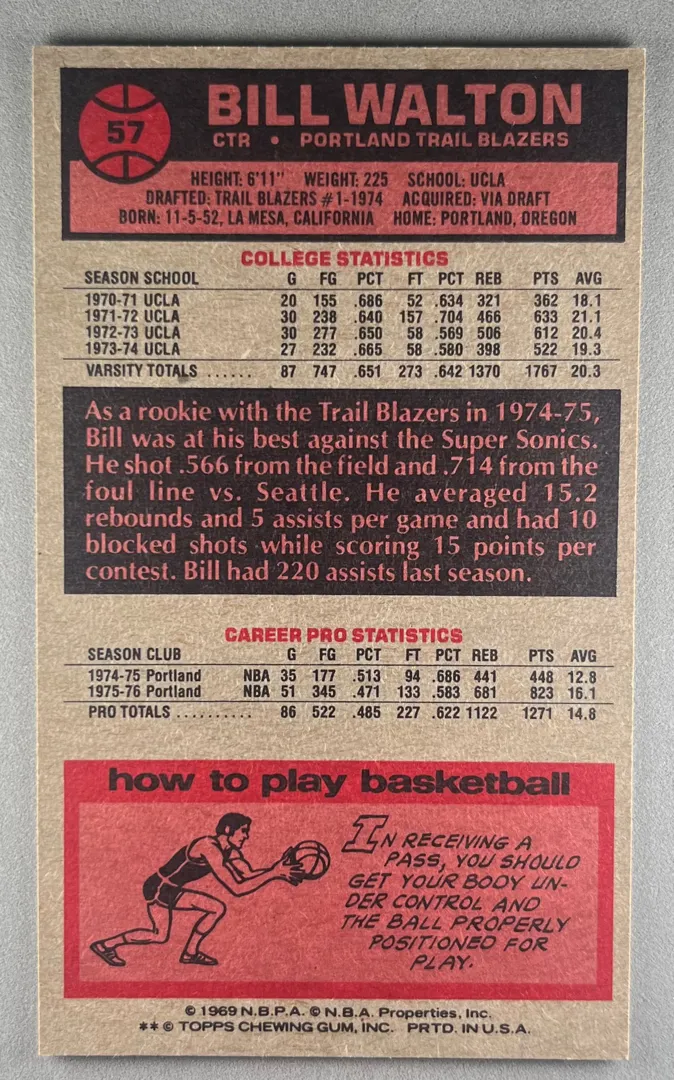 57
BILL WALTON
CTR • PORTLAND TRAIL BLAZERS
HEIGHT: 6'11" WEIGHT: 225 SCHOOL: UCLA
DRAFTED: TRAIL BLAZERS #1-1974 ACQUIRED: VIA DRAFT
BORN: 11-5-52, LA MESA, CALIFORNIA HOME: PORTLAND, OREGON
COLLEGE STATISTICS
SEASON SCHOOL G FG PCT FT PCT REB PTS AVG
1970-71 UCLA 20 155 .686 52 .634 321 362 18.1
1971-72 UCLA 30 238 .640 157 .704 466 633 21.1
1972-73 UCLA 30 277 .650 58 .569 506 612 20.4
1973-74 UCLA 27 232 .665 58 .580 398 522 19.3
VARSITY TOTALS ...... 87 747 .651 273 .642 1370 1767 20.3
As a rookie with the Trail Blazers in 1974-75,
Bill was at his best against the Super Sonics.
He shot .566 from the field and .714 from the
foul line vs. Seattle. He averaged 15.2
rebounds and 5 assists per game and had 10
blocked shots while scoring 15 points per
contest. Bill had 220 assists last season.
CAREER PRO STATISTICS
SEASON CLUB G FG PCT FT PCT REB PTS AVG
1974-75 Portland NBA 35 177 .513 94 .686 441 448 12.8
1975-76 Portland NBA 51 345 .471 133 .583 681 823 16.1
PRO TOTALS .......... 86 522 .485 227 .622 1122 1271 14.8
how to play basketball
IN RECEIVING A
PASS, YOU SHOULD
GET YOUR BODY UN-
DER CONTROL AND
THE BALL PROPERLY
POSITIONED FOR
PLAY.
© 1969 N.B.P.A. © N.B.A. Properties, Inc.
** © TOPPS CHEWING GUM, INC. PRTD. IN U.S.A.